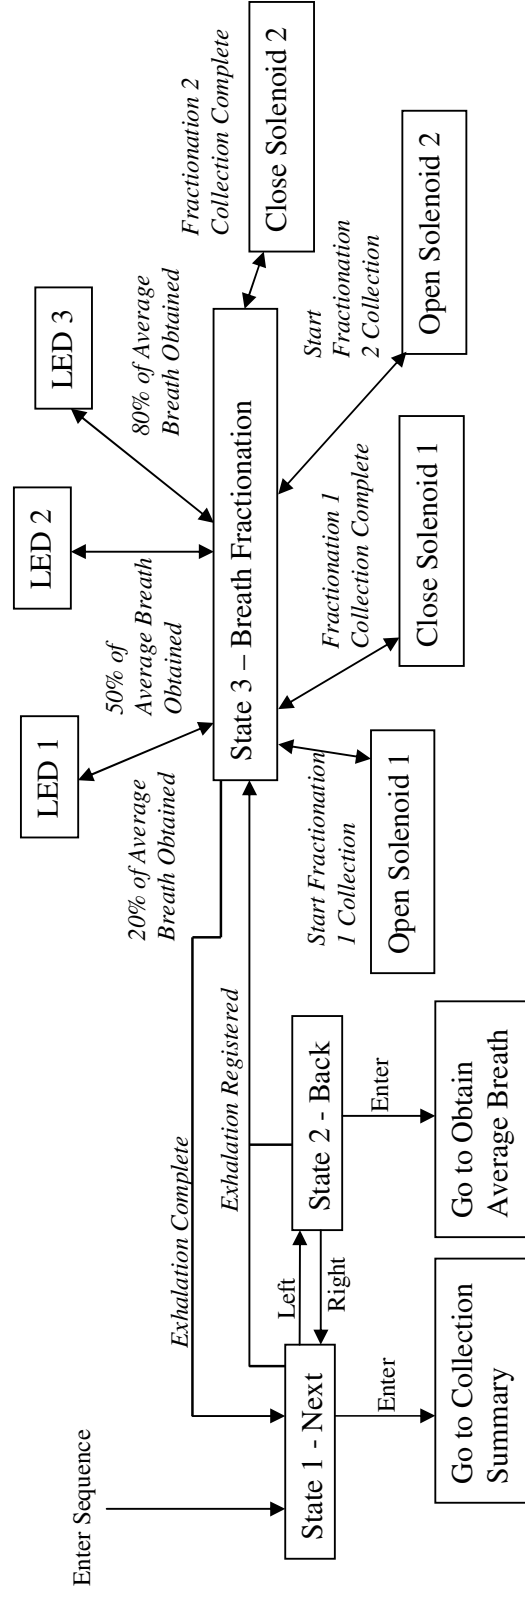 Enter Sequence
Exhalation Complete
Exhalation Registered
State 1 - Next
Left
Right
State 2 - Back
Enter
Enter
Go to Collection
Summary
Go to Obtain
Average Breath
LED 1
LED 2
LED 3
20% of Average
Breath Obtained
50% of
Average Breath
Obtained
80% of Average
Breath Obtained
State 3 – Breath Fractionation
Start Fractionation
1 Collection
Open Solenoid 1
Fractionation 1
Collection Complete
Close Solenoid 1
Start
Fractionation
2 Collection
Open Solenoid 2
Fractionation 2
Collection Complete
Close Solenoid 2